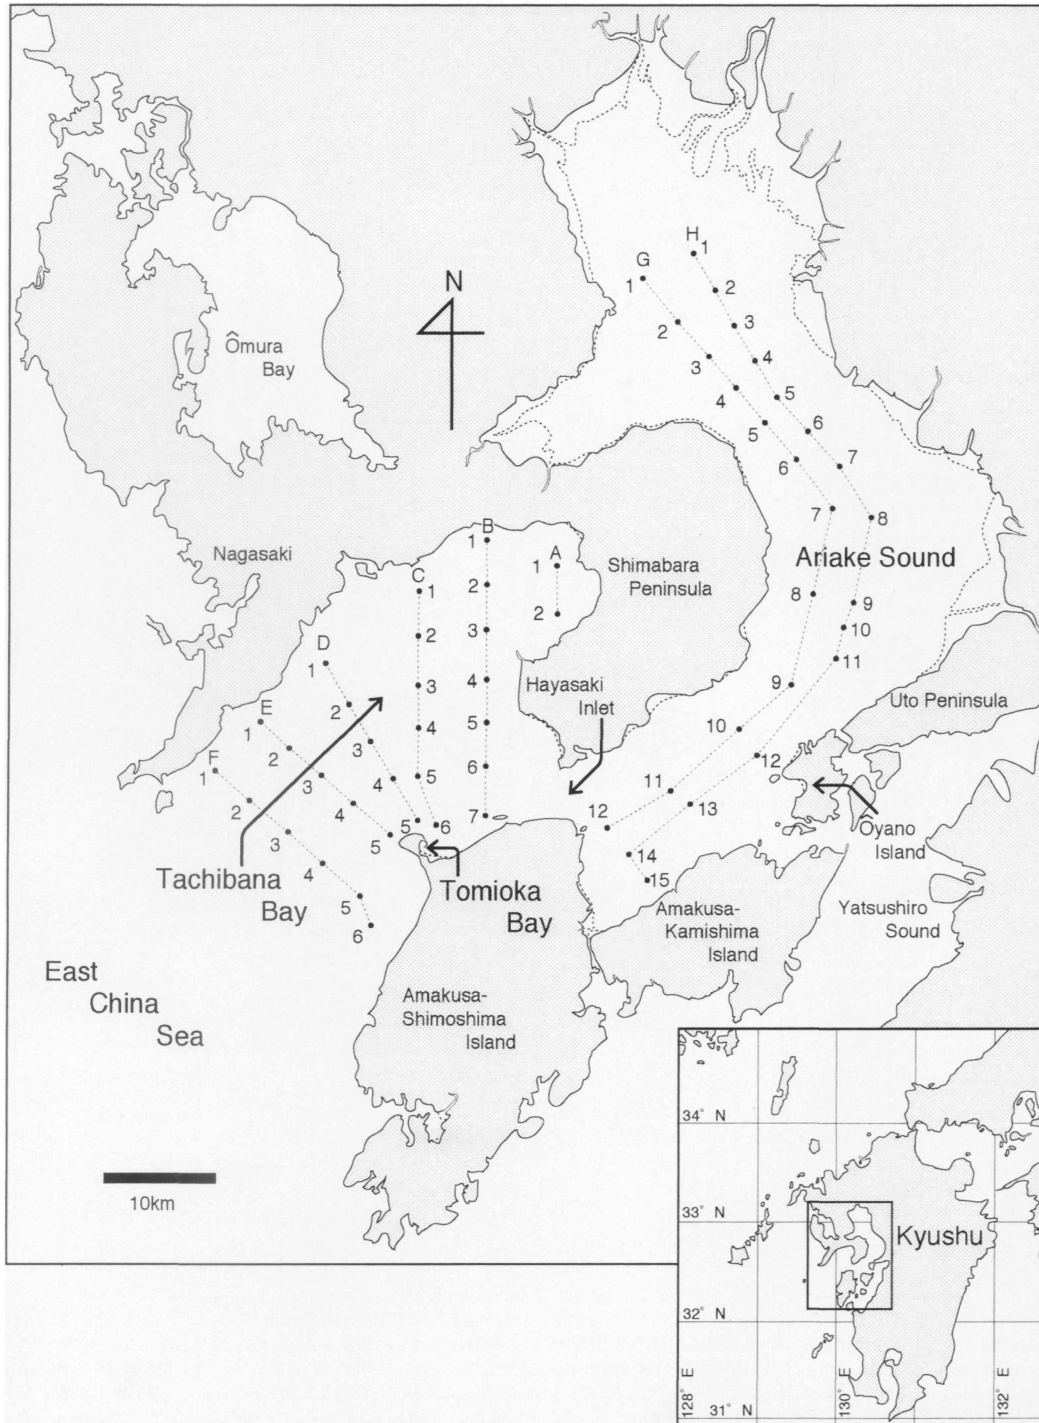 H
1
G
1
2
2
3
3
4
4
5
5
6
6
7
7
8
8
9
10
11
9
10
12
11
13
12
14
15
N
Ômura
Bay
Nagasaki
B
1
2
3
4
5
6
7
A
1
2
C
1
2
3
4
5
6
D
1
2
3
4
5
E
1
2
3
4
5
F
1
2
3
4
5
6
Shimabara
Peninsula
Ariake Sound
Hayasaki
Inlet
Uto Peninsula
Ôyano
Island
Tachibana
Bay
Tomioka
Bay
Amakusa-
Kamishima
Island
Yatsushiro
Sound
East
China
Sea
Amakusa-
Shimoshima
Island
10km
34° N
33° N
Kyushu
32° N
31° N
128° E
130° E
132° E